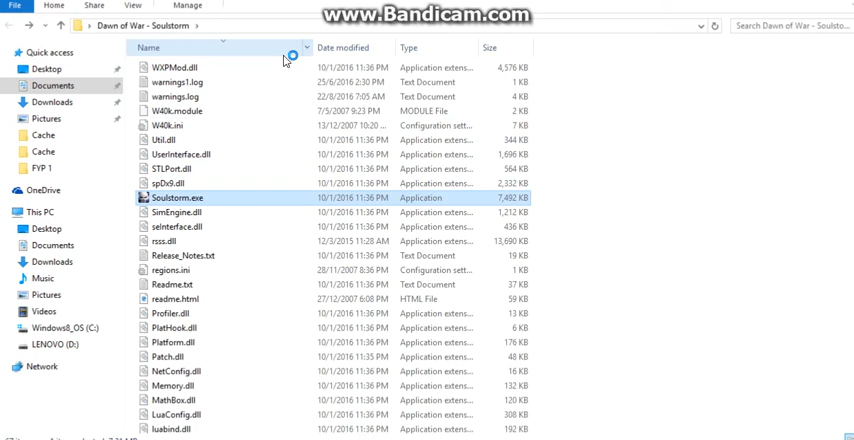 www.Bandicam.com
File Home Share View Manage
Dawn of War - Soulstorm Search Dawn of War - Soulsto...
Name Date modified Type Size
Quick access
Desktop
Documents
Downloads
Pictures
Cache
Cache
FYP 1
OneDrive
This PC
Desktop
Documents
Downloads
Music
Pictures
Videos
Windows8_OS (C:)
LENOVO (D:)
Network
WXPMod.dll 10/1/2016 11:36 PM Application extens... 4,576 KB
warnings1.log 25/6/2016 2:30 PM Text Document 1 KB
warnings.log 22/8/2016 7:05 AM Text Document 4 KB
W40k.module 7/5/2007 9:23 PM MODULE File 2 KB
W40k.ini 13/12/2007 10:20 ... Configuration sett... 7 KB
Util.dll 10/1/2016 11:36 PM Application extens... 344 KB
UserInterface.dll 10/1/2016 11:36 PM Application extens... 1,696 KB
STLPort.dll 10/1/2016 11:36 PM Application extens... 564 KB
spDx9.dll 10/1/2016 11:36 PM Application extens... 2,332 KB
Soulstorm.exe 10/1/2016 11:36 PM Application 7,492 KB
SimEngine.dll 10/1/2016 11:36 PM Application extens... 1,212 KB
seInterface.dll 10/1/2016 11:36 PM Application extens... 436 KB
rsss.dll 12/3/2015 11:28 AM Application extens... 13,690 KB
Release_Notes.txt 10/1/2016 11:36 PM Text Document 19 KB
regions.ini 28/11/2007 8:36 PM Configuration sett... 1 KB
Readme.txt 10/1/2016 11:36 PM Text Document 37 KB
readme.html 27/12/2007 6:08 PM HTML File 59 KB
Profiler.dll 10/1/2016 11:36 PM Application extens... 13 KB
PlatHook.dll 10/1/2016 11:36 PM Application extens... 6 KB
Platform.dll 10/1/2016 11:36 PM Application extens... 176 KB
Patch.dll 10/1/2016 11:35 PM Application extens... 48 KB
NetConfig.dll 10/1/2016 11:36 PM Application extens... 16 KB
Memory.dll 10/1/2016 11:36 PM Application extens... 132 KB
MathBox.dll 10/1/2016 11:36 PM Application extens... 120 KB
LuaConfig.dll 10/1/2016 11:36 PM Application extens... 308 KB
luabind.dll 10/1/2016 11:36 PM Application extens... 192 KB